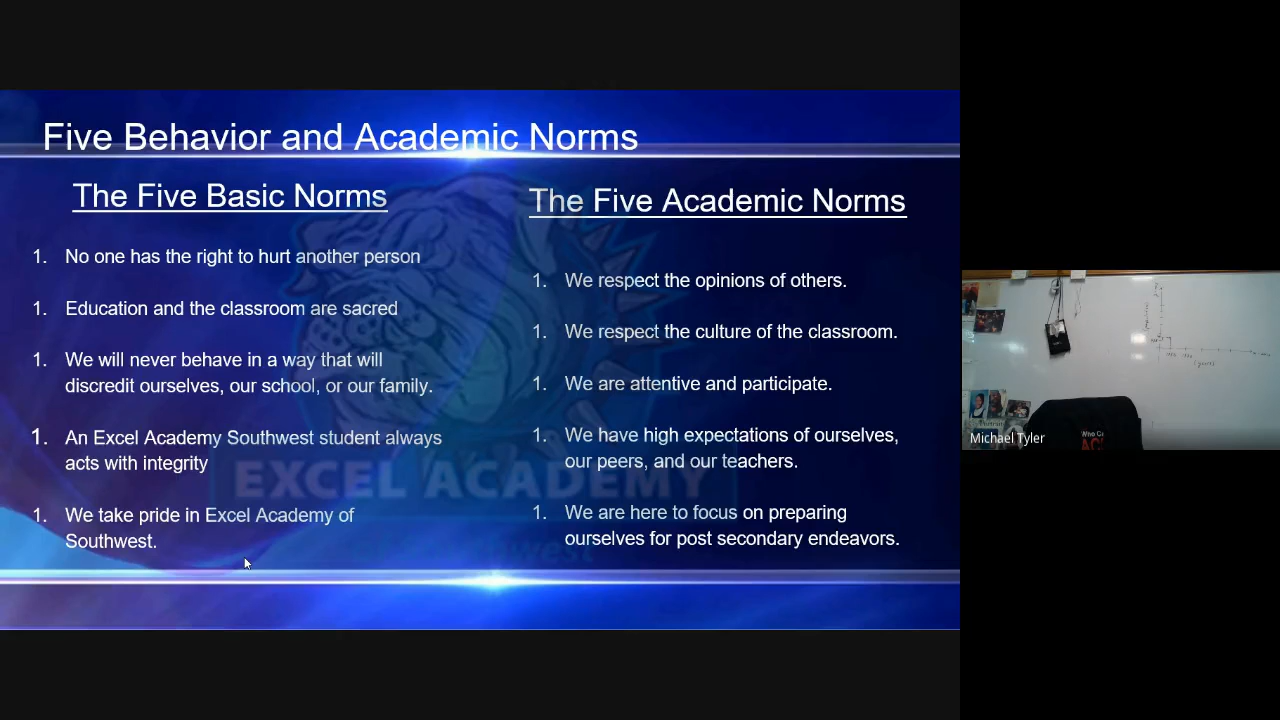 Five Behavior and Academic Norms
The Five Basic Norms
1. No one has the right to hurt another person
1. Education and the classroom are sacred
1. We will never behave in a way that will
discredit ourselves, our school, or our family.
1. An Excel Academy Southwest student always
acts with integrity
1. We take pride in Excel Academy of
Southwest.
The Five Academic Norms
1. We respect the opinions of others.
1. We respect the culture of the classroom.
1. We are attentive and participate.
1. We have high expectations of ourselves,
our peers, and our teachers.
1. We are here to focus on preparing
ourselves for post secondary endeavors.
EXCEL ACADEMY
Michael Tyler